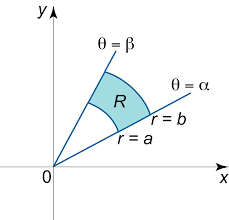 y
θ = β
θ = α
R
r = b
r = a
0
x